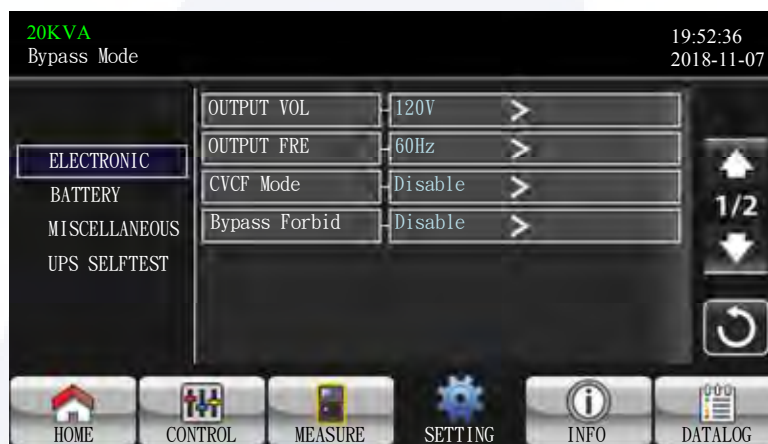 20KVA
Bypass Mode
19:52:36
2018-11-07
ELECTRONIC
BATTERY
MISCELLANEOUS
UPS SELFTEST
OUTPUT VOL 120V >
OUTPUT FRE 60Hz >
CVCF Mode Disable >
Bypass Forbid Disable >
1/2
HOME CONTROL MEASURE SETTING INFO DATALOG